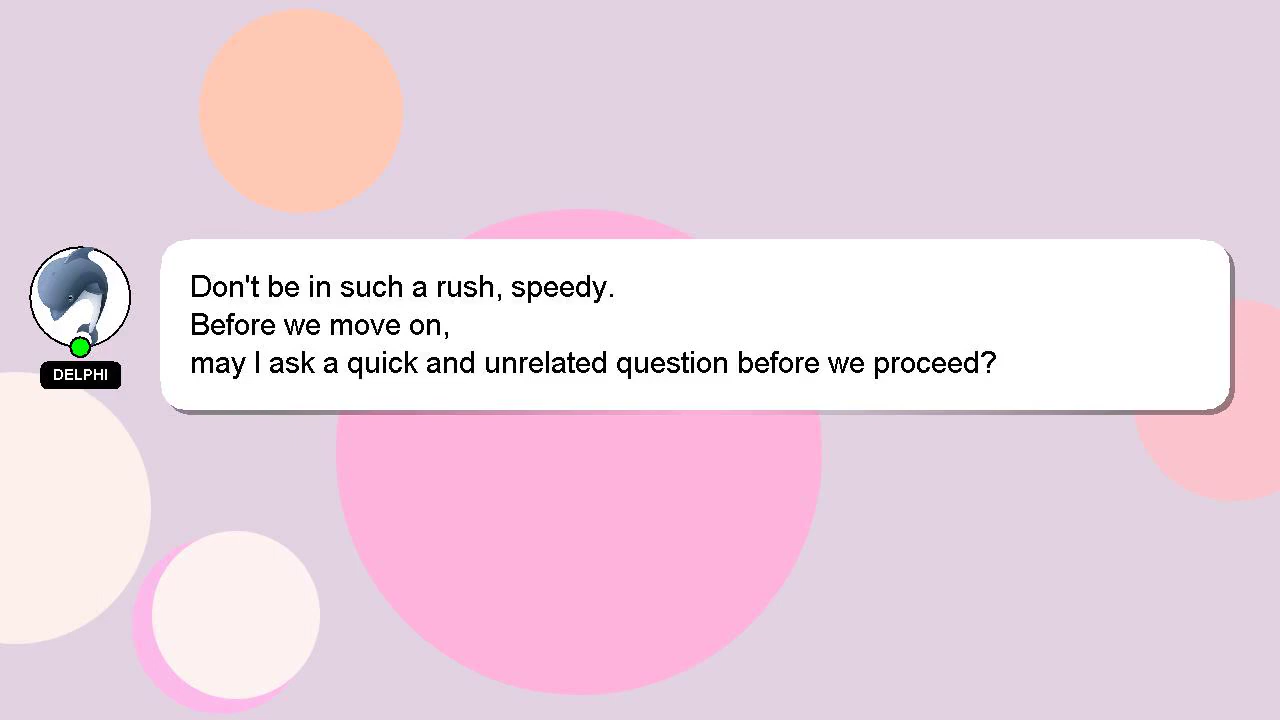 Don't be in such a rush, speedy.
Before we move on,
may I ask a quick and unrelated question before we proceed?
DELPHI